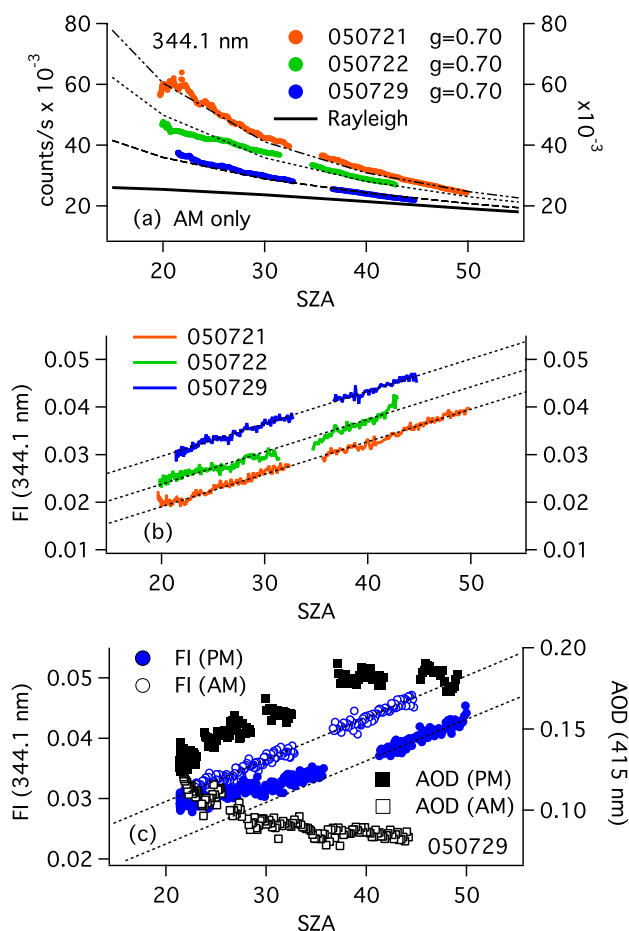 80 344.1 nm 050721 g=0.70 80
60 050722 g=0.70 60
050729 g=0.70
40 Rayleigh 40
20 (a) AM only 20
counts/s x 10⁻³
x10⁻³
20 30 40 50
SZA
050721
0.05 050722 0.05
050729
0.04 0.04
0.03 0.03
0.02 0.02
(b)
0.01 0.01
FI (344.1 nm)
20 30 40 50
SZA
FI (PM) 0.20
FI (AM)
0.05
0.15
0.04
AOD (PM)
0.03 AOD (AM) 0.10
(c) 050729
0.02
FI (344.1 nm)
AOD (415 nm)
20 30 40 50
SZA